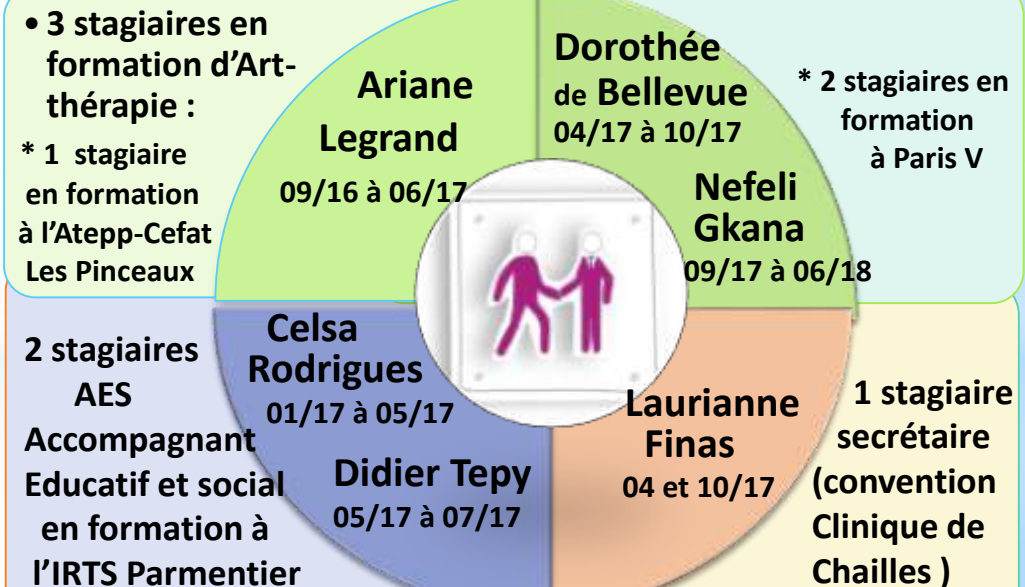 • 3 stagiaires en
formation d’Art-
thérapie :
* 1 stagiaire
en formation
à l’Atepp-Cefat
Les Pinceaux
Ariane
Legrand
09/16 à 06/17
Dorothée
de Bellevue
04/17 à 10/17
Nefeli
Gkana
09/17 à 06/18
* 2 stagiaires en
formation
à Paris V
2 stagiaires
AES
Accompagnant
Educatif et social
en formation à
l’IRTS Parmentier
Celsa
Rodrigues
01/17 à 05/17
Didier Tepy
05/17 à 07/17
Laurianne
Finas
04 et 10/17
1 stagiaire
secrétaire
(convention
Clinique de
Chailles )